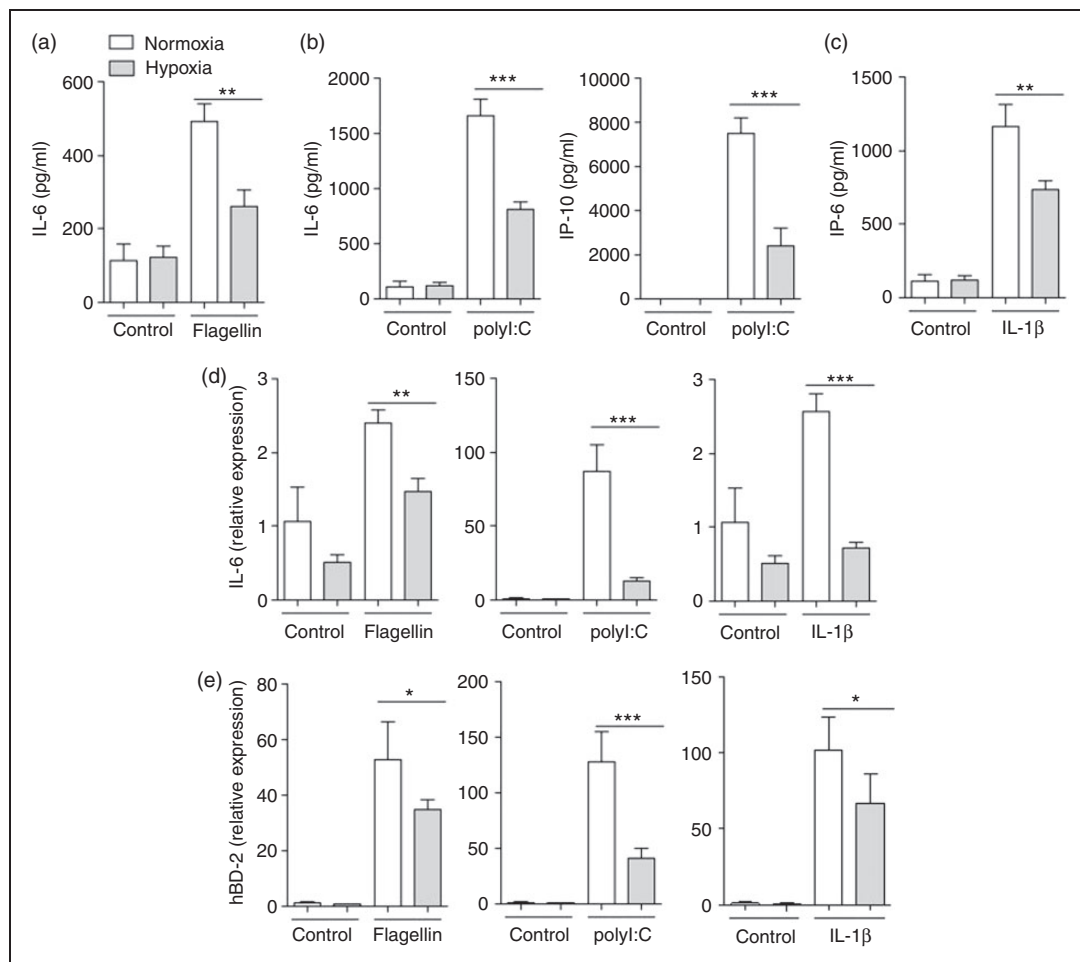 (a)
Normoxia
Hypoxia
600
400
200
0
IL-6 (pg/ml)
**
Control
Flagellin
(b)
2000
1500
1000
500
0
IL-6 (pg/ml)
***
Control
polyI:C
10000
8000
6000
4000
2000
0
IP-10 (pg/ml)
***
Control
polyI:C
(c)
1500
1000
500
0
IP-6 (pg/ml)
**
Control
IL-1β
(d)
3
2
1
0
IL-6 (relative expression)
**
Control
Flagellin
150
100
50
0
***
Control
polyI:C
3
2
1
0
***
Control
IL-1β
(e)
80
60
40
20
0
hBD-2 (relative expression)
*
Control
Flagellin
200
150
100
50
0
***
Control
polyI:C
150
100
50
0
*
Control
IL-1β